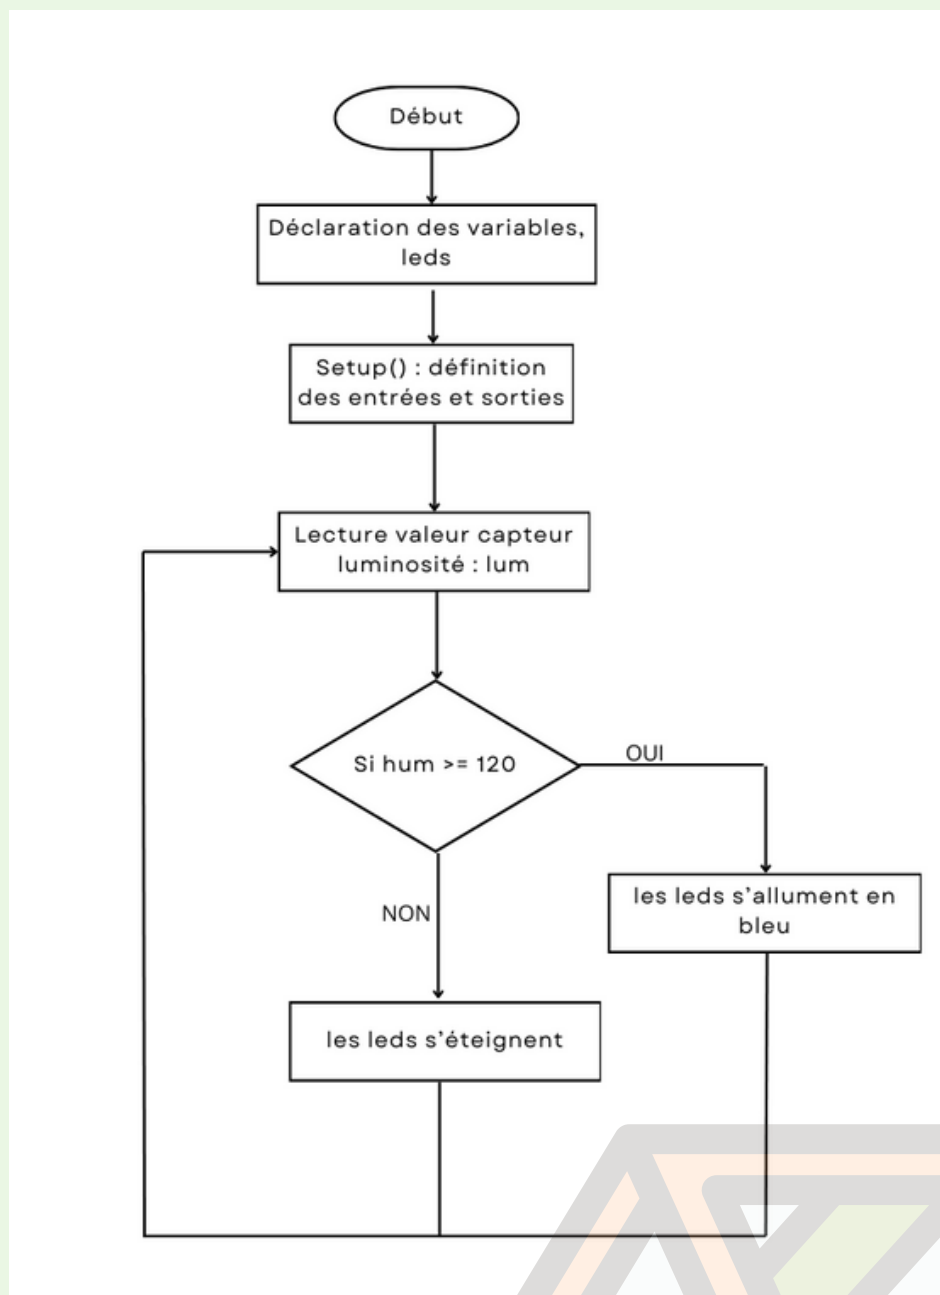 Début
Déclaration des variables,
leds
Setup() : définition
des entrées et sorties
Lecture valeur capteur
luminosité : lum
Si hum >= 120
OUI
les leds s'allument en
bleu
NON
les leds s'éteignent